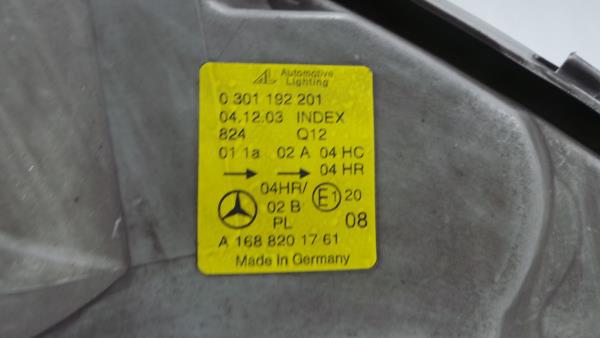 AL Automotive Lighting
0 301 192 201
04.12.03 INDEX
824 Q12
01 1a 02 A 04 HC
04 HR
04HR/ E1 20
02 B
PL 08
A 168 820 17 61
Made in Germany